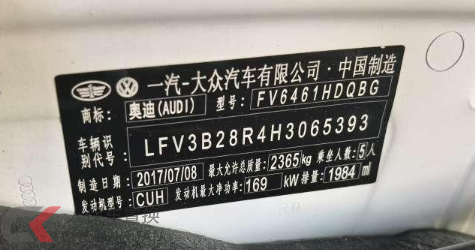 一汽-大众汽车有限公司·中国制造
商标: 奥迪(AUDI) 型号: FV6461HDQBG
车辆识别代号: LFV3B28R4H3065393
制造日期 2017/07/08 最大允许总质量: 2365kg 乘坐人数: 5人
发动机型号: CUH 发动机最大净功率: 169 kW 排量: 1984 ml